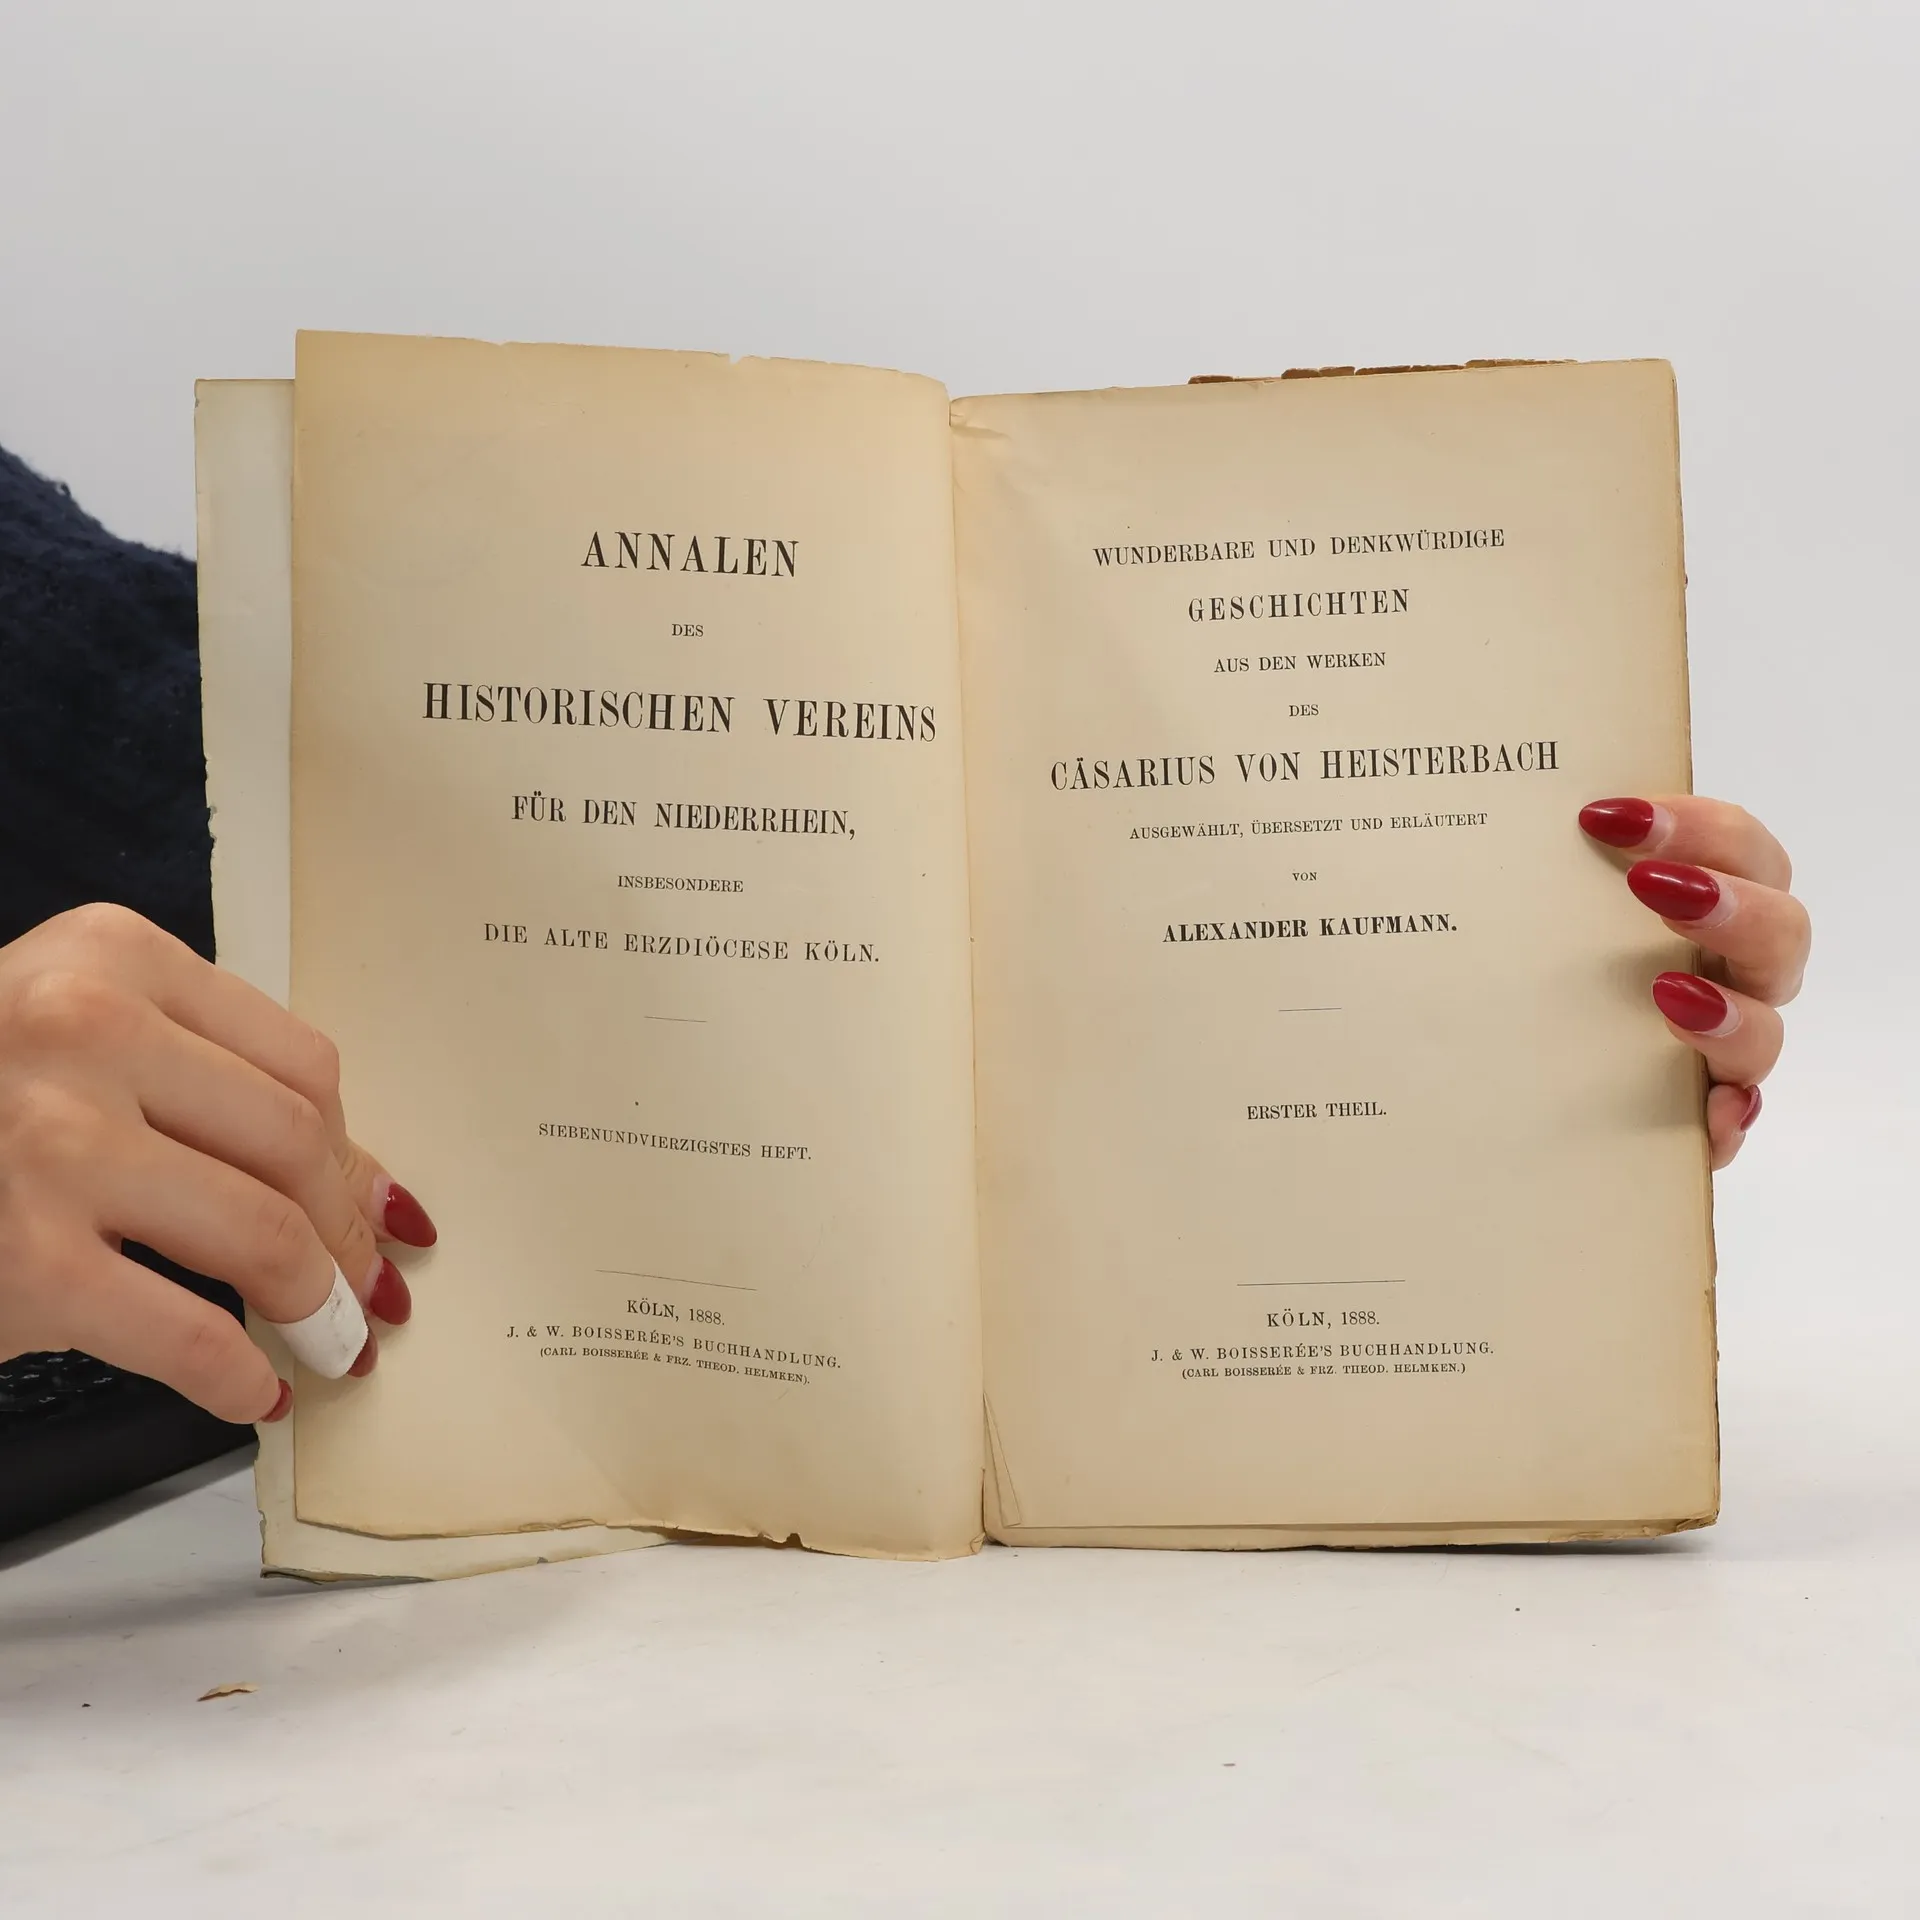 ANNALEN
DES
HISTORISCHEN VEREINS
FÜR DEN NIEDERRHEIN,
INSBESONDERE
DIE ALTE ERZDIÖCESE KÖLN.
SIEBENUNDVIERZIGSTES HEFT.
KÖLN, 1888.
J. & W. BOISSERÉE'S BUCHHANDLUNG.
(CARL BOISSERÉE & FRZ. THEOD. HELMKEN).
WUNDERBARE UND DENKWÜRDIGE
GESCHICHTEN
AUS DEN WERKEN
DES
CÄSARIUS VON HEISTERBACH
AUSGEWÄHLT, ÜBERSETZT UND ERLÄUTERT
VON
ALEXANDER KAUFMANN.
ERSTER THEIL.
KÖLN, 1888.
J. & W. BOISSERÉE'S BUCHHANDLUNG.
(CARL BOISSERÉE & FRZ. THEOD. HELMKEN.)